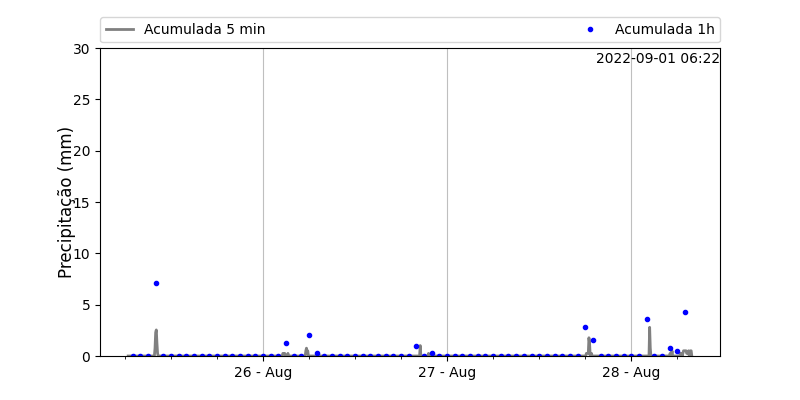 Acumulada 5 min
Acumulada 1h
2022-09-01 06:22
Precipitação (mm)
30
25
20
15
10
5
0
26 - Aug
27 - Aug
28 - Aug